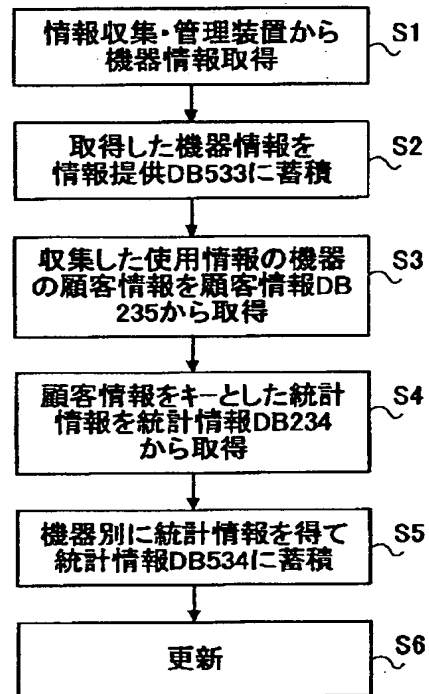 情報収集・管理装置から
機器情報取得
S1
取得した機器情報を
情報提供DB533に蓄積
S2
収集した使用情報の機器
の顧客情報を顧客情報DB
235から取得
S3
顧客情報をキーとした統計
情報を統計情報DB234
から取得
S4
機器別に統計情報を得て
統計情報DB534に蓄積
S5
更新
S6